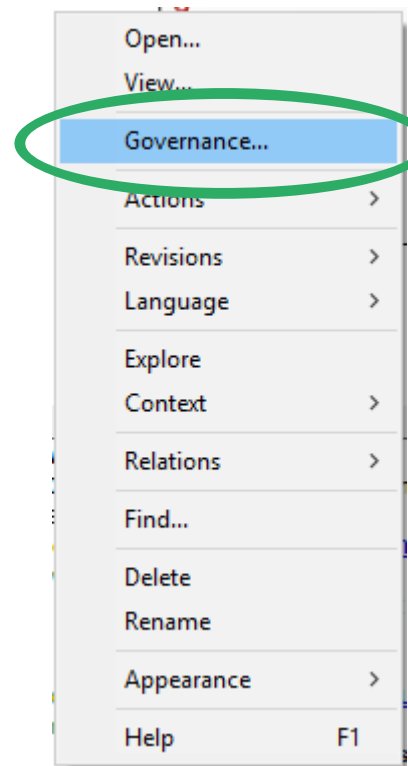 Open...
View...
Governance...
Actions
Revisions
Language
Explore
Context
Relations
Find...
Delete
Rename
Appearance
Help F1